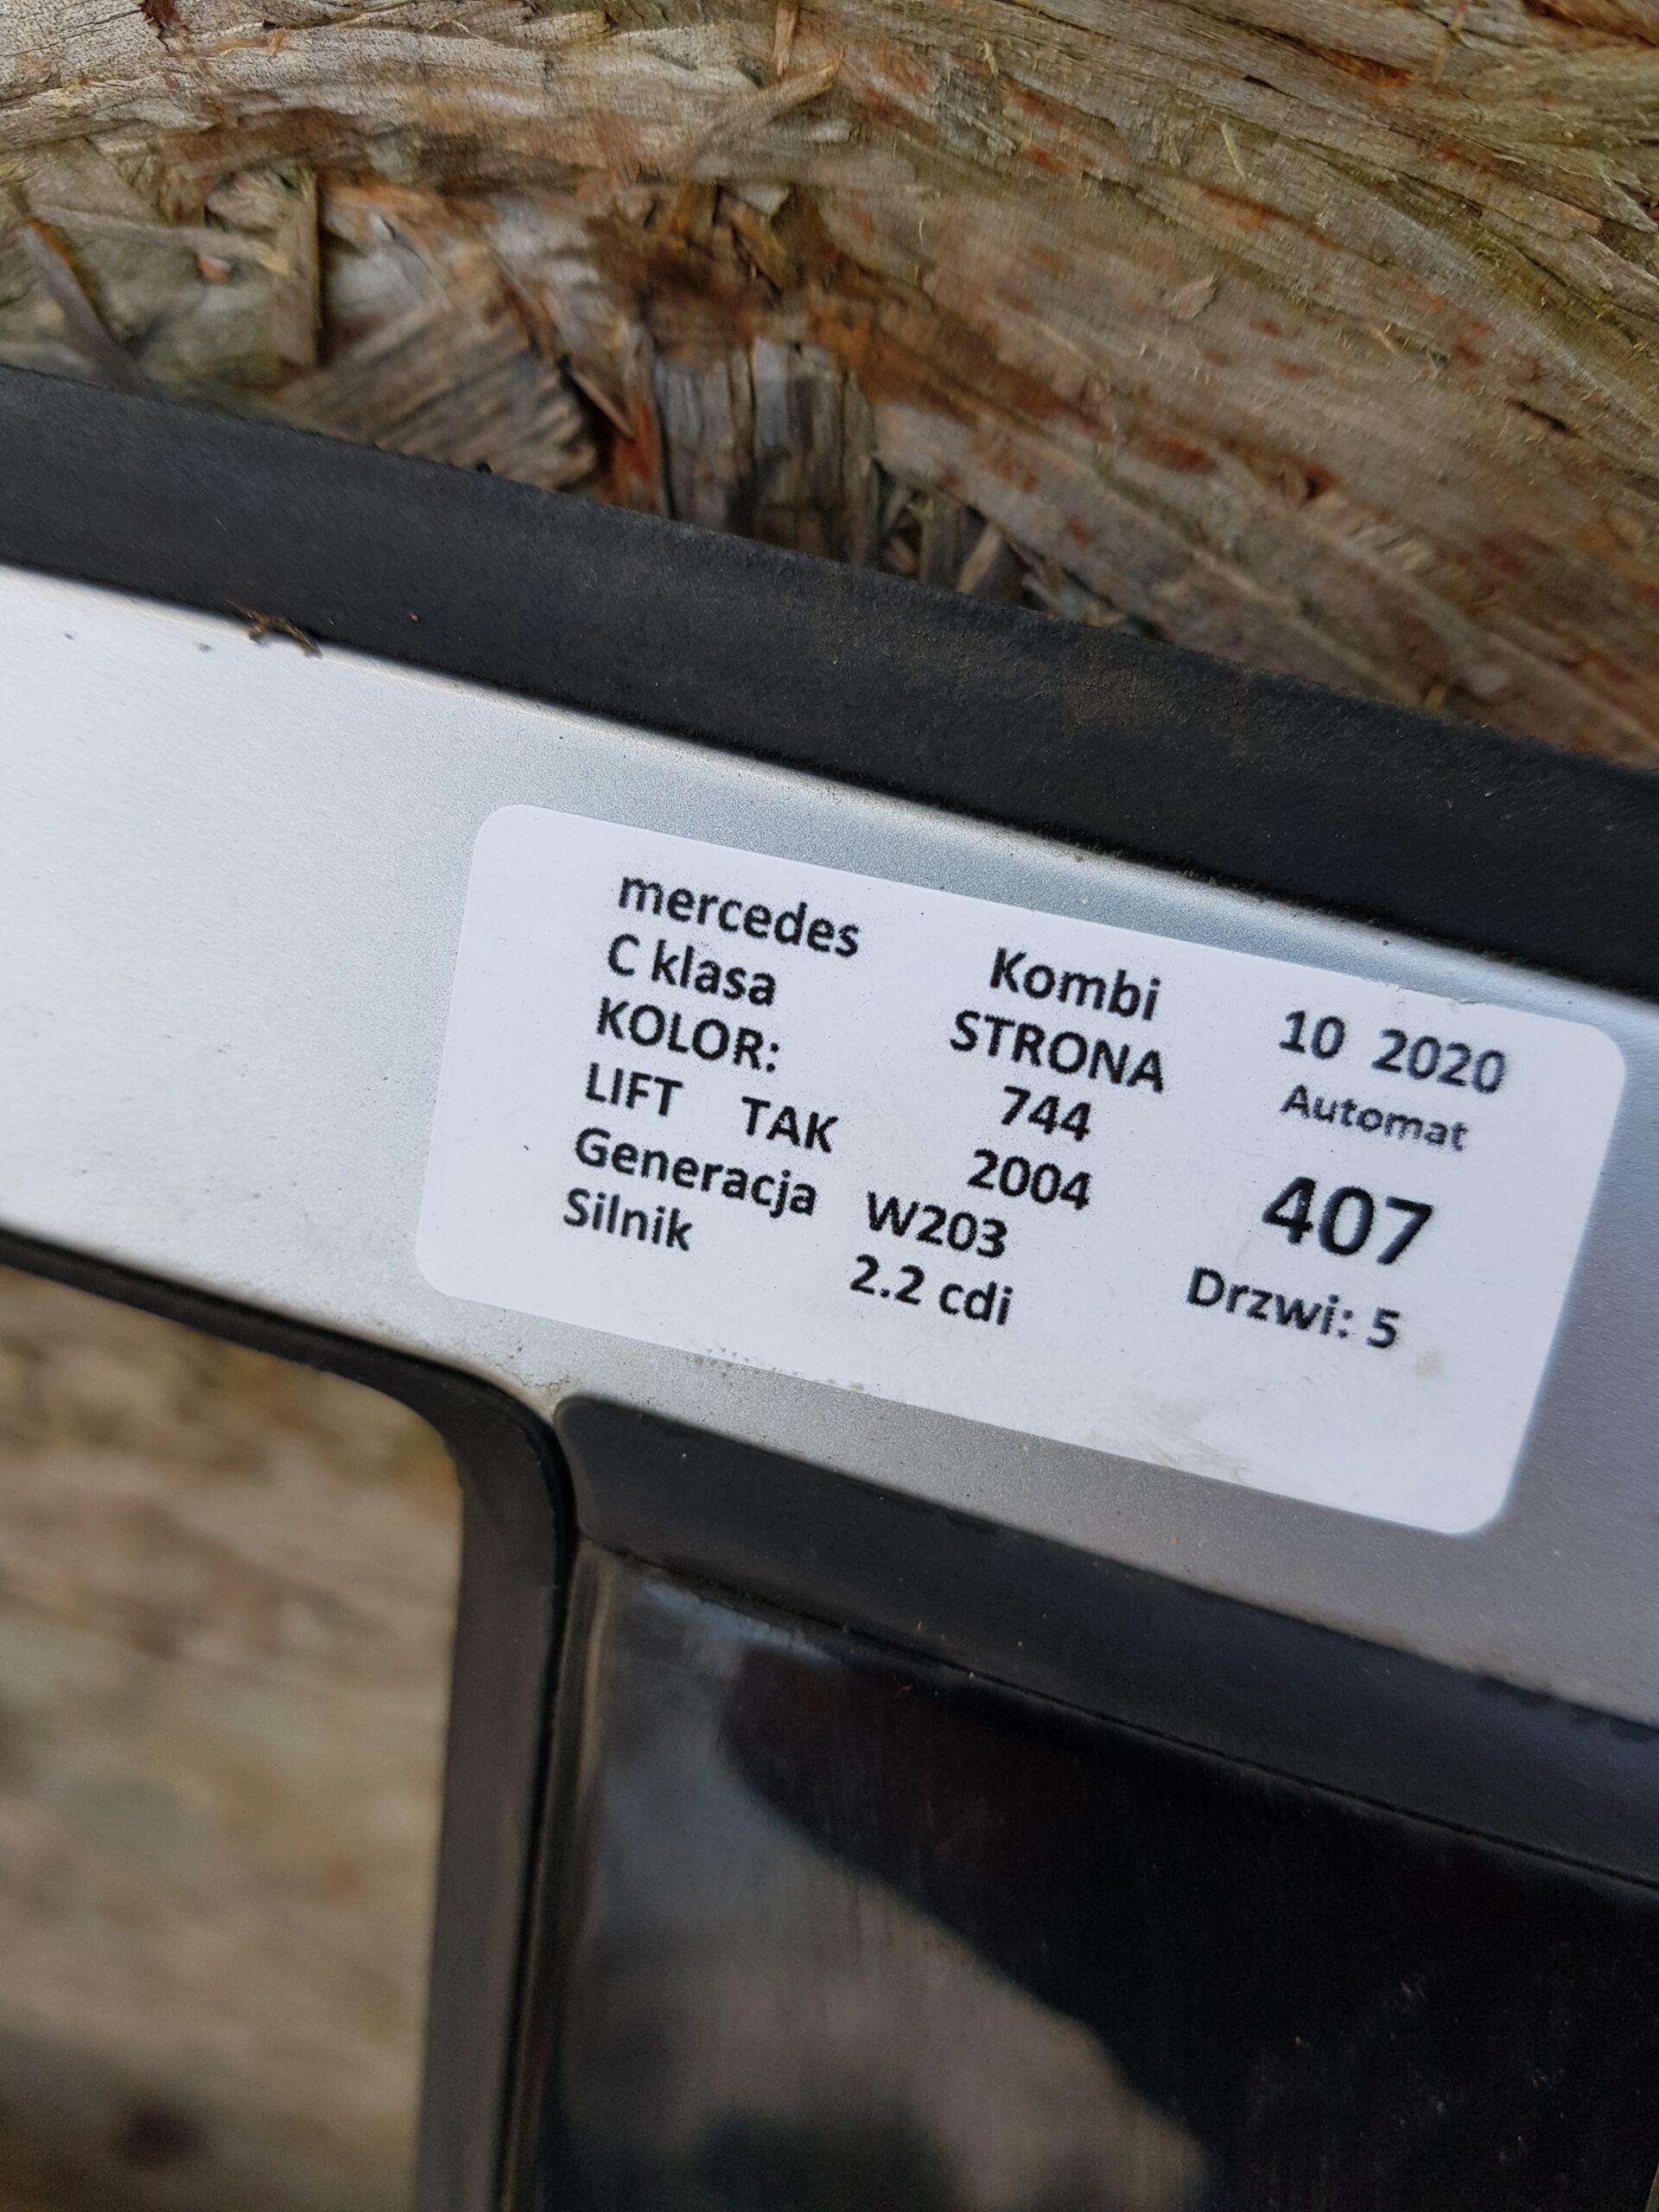 mercedes Kombi 10 2020
C klasa STRONA Automat
KOLOR: 744
LIFT TAK 2004 407
Generacja W203
Silnik 2.2 cdi Drzwi: 5